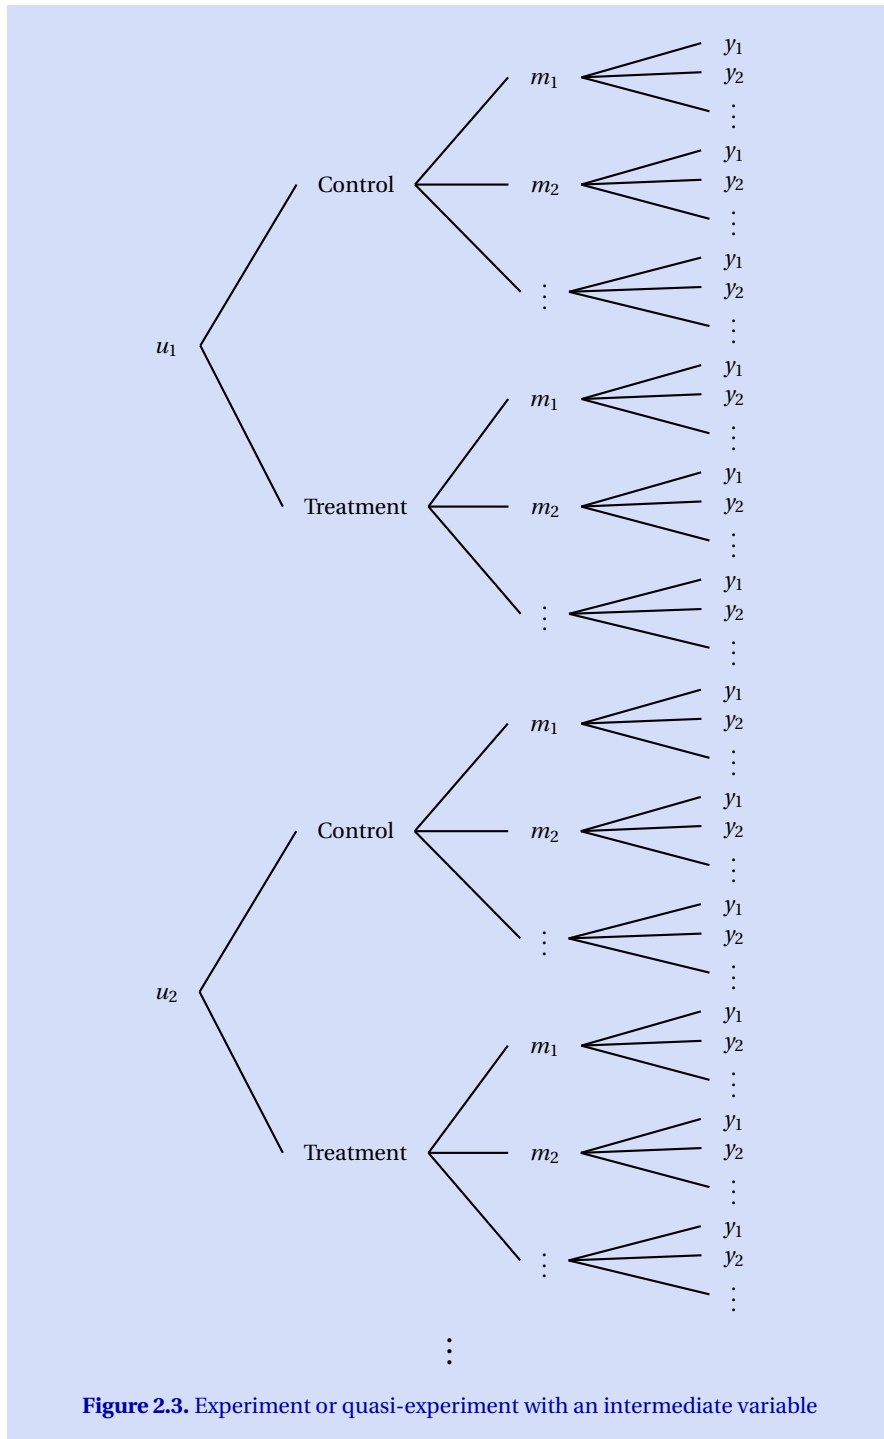 y1
m1 y2
⋮
y1
Control m2 y2
⋮
y1
⋮ y2
⋮
u1
y1
m1 y2
⋮
y1
Treatment m2 y2
⋮
y1
⋮ y2
⋮
y1
m1 y2
⋮
y1
Control m2 y2
⋮
y1
⋮ y2
⋮
u2
y1
m1 y2
⋮
y1
Treatment m2 y2
⋮
y1
⋮ y2
⋮
⋮
Figure 2.3. Experiment or quasi-experiment with an intermediate variable